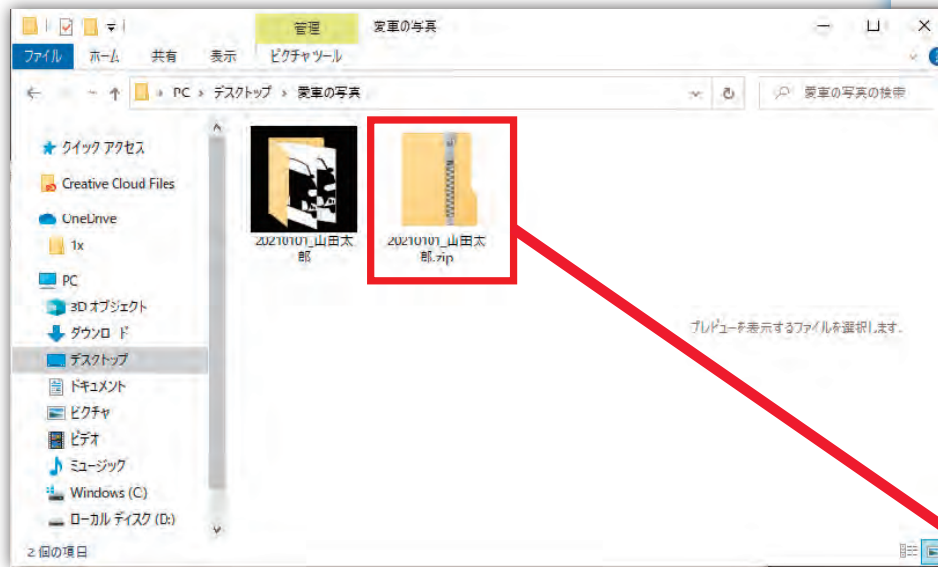 管理
愛車の写真
ファイル ホーム 共有 表示 ピクチャ ツール
PC › デスクトップ › 愛車の写真
愛車の写真の検索
クイック アクセス
Creative Cloud Files
OneDrive
1x
PC
3D オブジェクト
ダウンロード
デスクトップ
ドキュメント
ピクチャ
ビデオ
ミュージック
Windows (C)
ローカル ディスク (D:)
20210101_山田太
郎
20210101_山田太
郎.zip
プレビューを表示するファイルを選択します。
2 個の項目